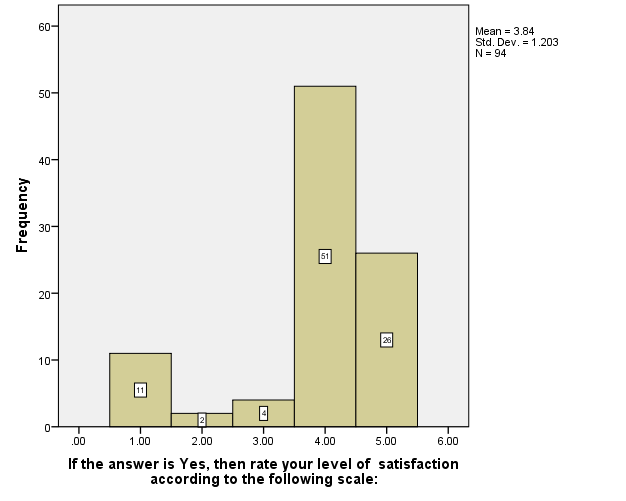 Mean = 3.84
Std. Dev. = 1.203
N = 94
60
50
40
30
20
10
0
Frequency
11
2
4
51
26
.00 1.00 2.00 3.00 4.00 5.00 6.00
If the answer is Yes, then rate your level of satisfaction
according to the following scale: